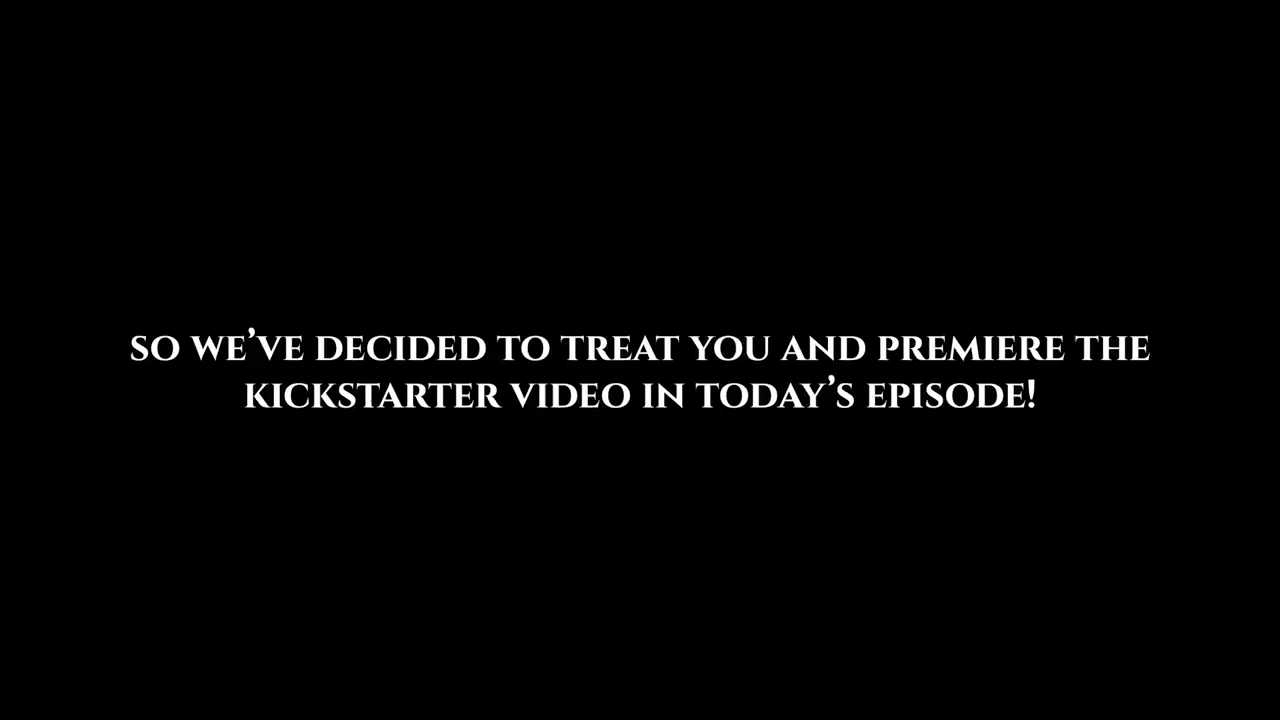 SO WE’VE DECIDED TO TREAT YOU AND PREMIERE THE
KICKSTARTER VIDEO IN TODAY’S EPISODE!